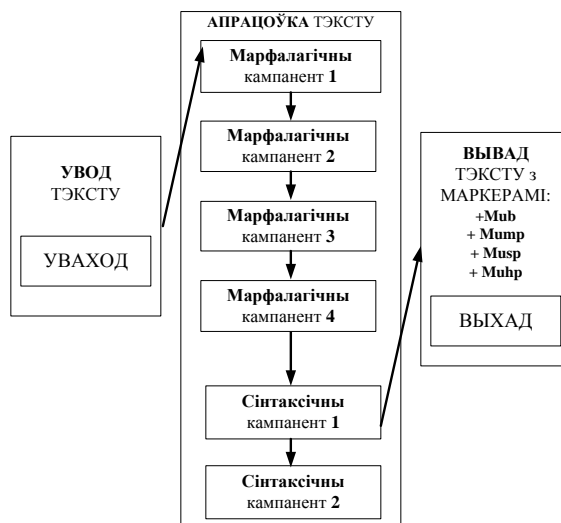 УВОД
ТЭКСТУ
УВАХОД
АПРАЦОЎКА ТЭКСТУ
Марфалагічны
кампанент 1
Марфалагічны
кампанент 2
Марфалагічны
кампанент 3
Марфалагічны
кампанент 4
Сінтаксічны
кампанент 1
Сінтаксічны
кампанент 2
ВЫВАД
ТЭКСТУ з
МАРКЕРАМІ:
+Mub
+ Mump
+ Musp
+ Muhp
ВЫХАД